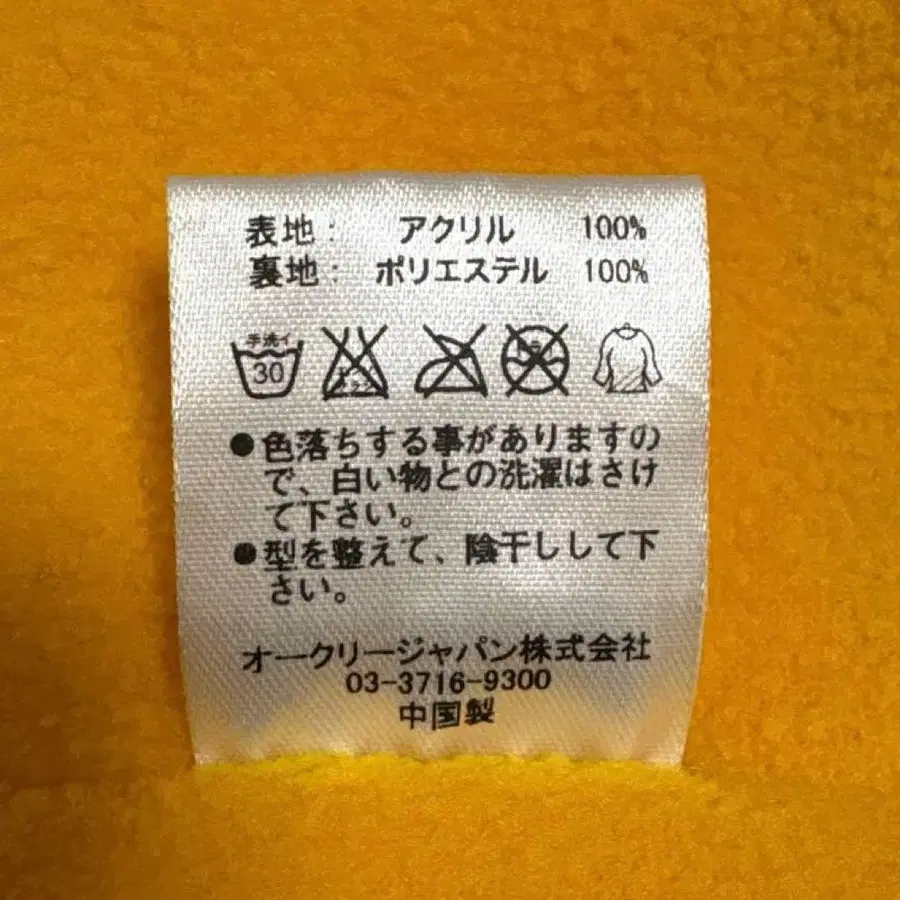 表地： アクリル 100%
裏地： ポリエステル 100%
手洗イ
30
ドライ
●色落ちする事がありますの
で、白い物との洗濯はさけ
て下さい。
●型を整えて、陰干しして下
さい。
オークリージャパン株式会社
03-3716-9300
中国製